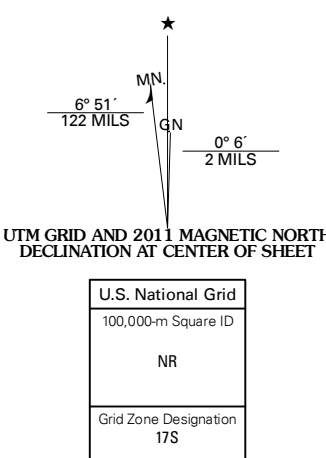 ★
MN
GN
6° 51´
122 MILS
0° 6´
2 MILS
UTM GRID AND 2011 MAGNETIC NORTH
DECLINATION AT CENTER OF SHEET
U.S. National Grid
100,000-m Square ID
NR
Grid Zone Designation
17S